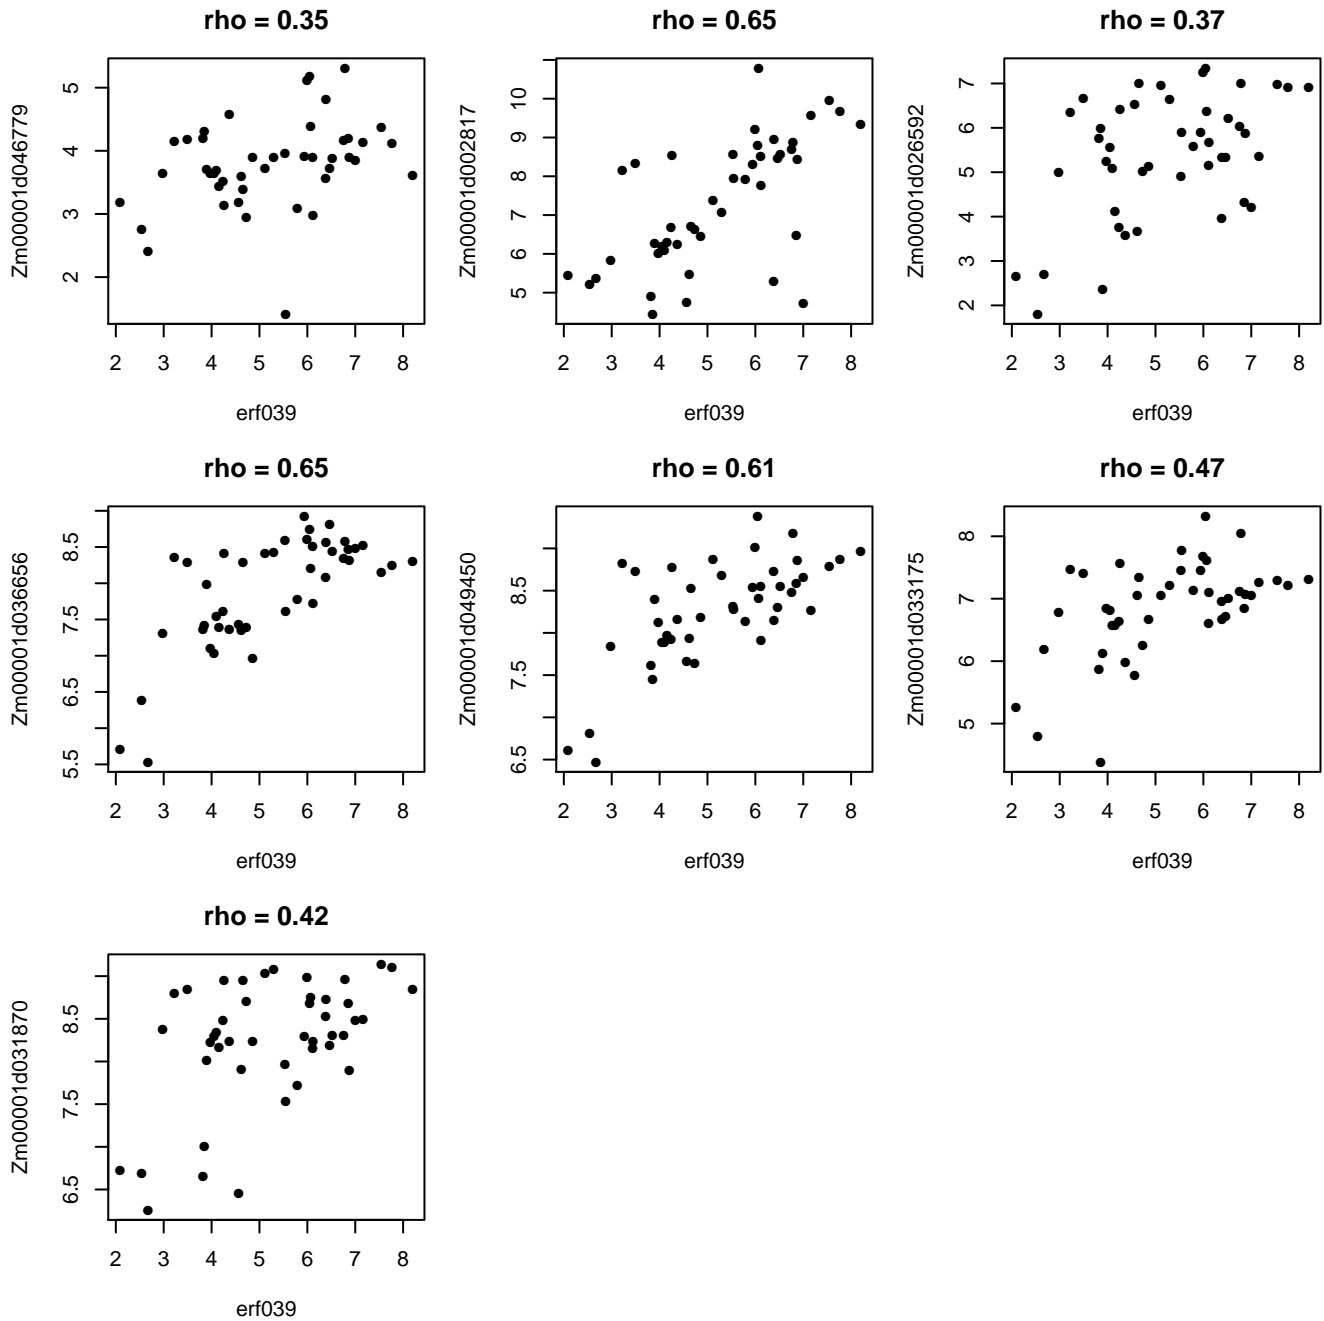 rho = 0.35
Zm00001d046779
5
4
3
2
2 3 4 5 6 7 8
erf039
rho = 0.65
Zm00001d002817
10
9
8
7
6
5
2 3 4 5 6 7 8
erf039
rho = 0.37
Zm00001d026592
7
6
5
4
3
2
2 3 4 5 6 7 8
erf039
rho = 0.65
Zm00001d036656
8.5
7.5
6.5
5.5
2 3 4 5 6 7 8
erf039
rho = 0.61
Zm00001d049450
8.5
7.5
6.5
2 3 4 5 6 7 8
erf039
rho = 0.47
Zm00001d033175
8
7
6
5
2 3 4 5 6 7 8
erf039
rho = 0.42
Zm00001d031870
8.5
7.5
6.5
2 3 4 5 6 7 8
erf039